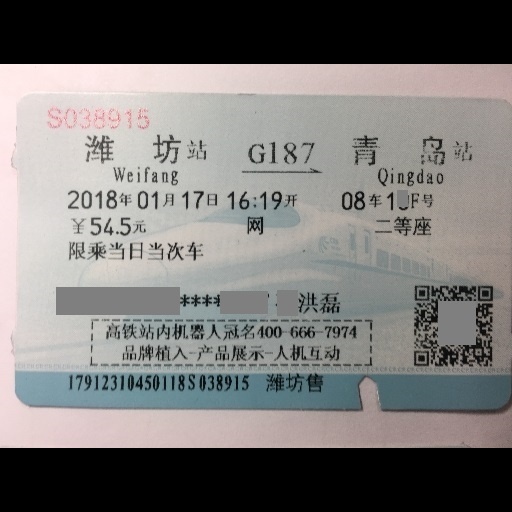 S038915
潍坊站 G187 青岛站
Weifang Qingdao
2018年01月17日16:19开 08车1 F号
￥54.5元 网 二等座
限乘当日当次车
**** 洪磊
高铁站内机器人冠名400-666-7974
品牌植入-产品展示-人机互动
17912310450118S038915 潍坊售